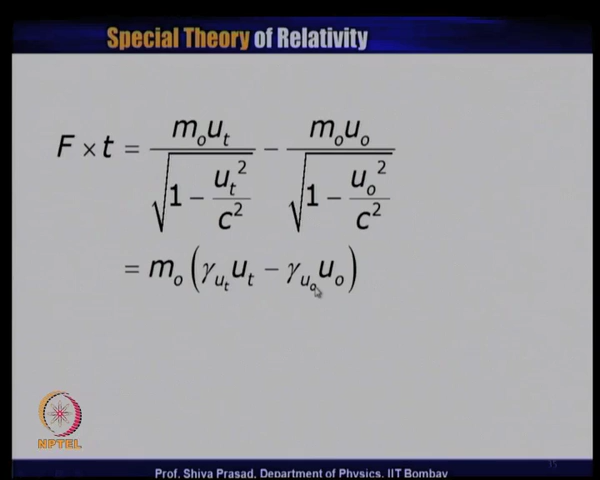 Special Theory of Relativity
F × t = m_o u_t / √(1 − u_t² / c²) − m_o u_o / √(1 − u_o² / c²)
= m_o (γ_{u_t} u_t − γ_{u_o} u_o)
NPTEL
35
Prof. Shiva Prasad, Department of Physics, IIT Bombay